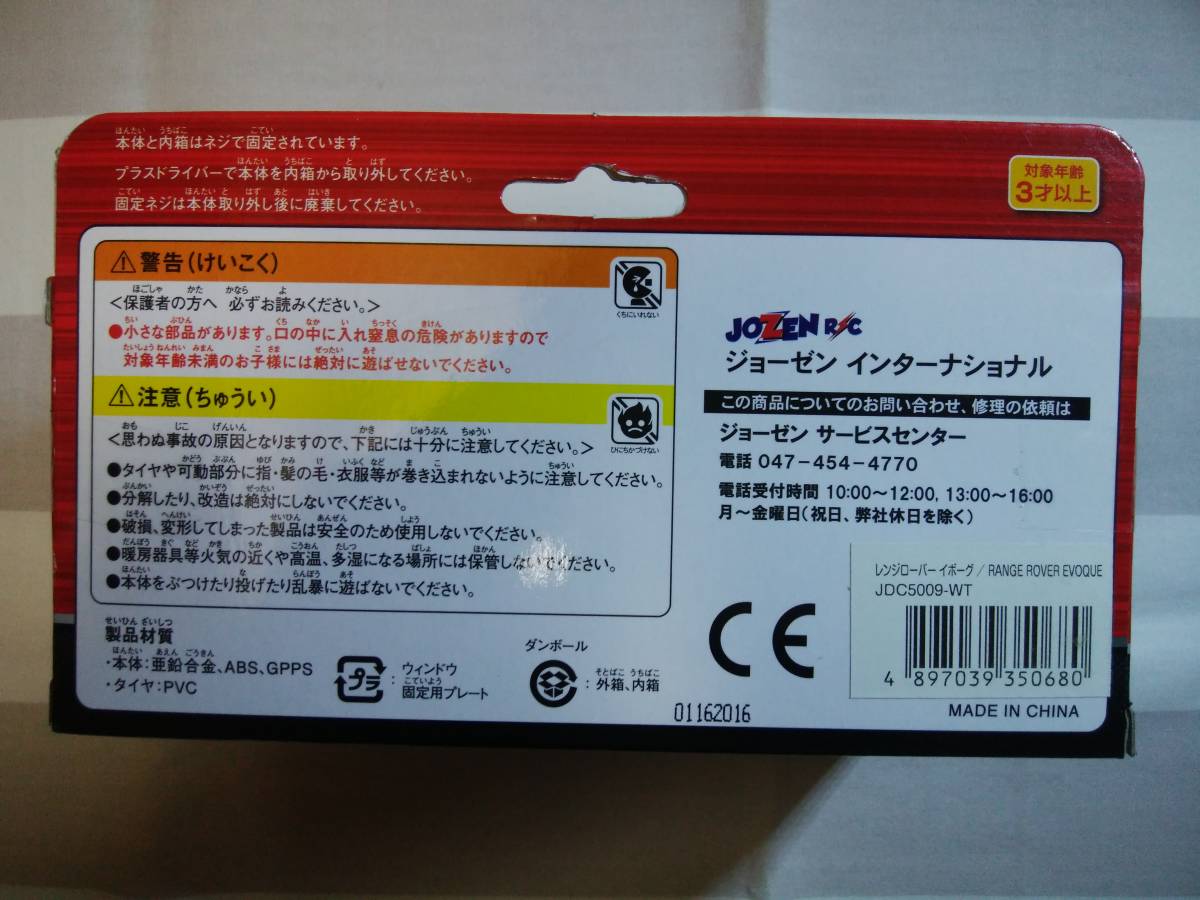 本体と内箱はネジで固定されています。
プラスドライバーで本体を内箱から取り外してください。
固定ネジは本体取り外し後に廃棄してください。
対象年齢
3才以上
警告(けいこく)
<保護者の方へ 必ずお読みください。>
●小さな部品があります。口の中に入れ窒息の危険がありますので
対象年齢未満のお子様には絶対に遊ばせないでください。
くちにいれない
注意(ちゅうい)
<思わぬ事故の原因となりますので、下記には十分に注意してください。>
●タイヤや可動部分に指・髪の毛・衣服等が巻き込まれないように注意してください。
●分解したり、改造は絶対にしないでください。
●破損、変形してしまった製品は安全のため使用しないでください。
●暖房器具等火気の近くや高温、多湿になる場所には保管しないでください。
●本体をぶつけたり投げたり乱暴に遊ばないでください。
ひにちかづけない
製品材質
・本体:亜鉛合金、ABS、GPPS
・タイヤ:PVC
プラ
: ウィンドウ
固定用プレート
ダンボール
: 外箱、内箱
01162016
JOZEN R/C
ジョーゼン インターナショナル
この商品についてのお問い合わせ、修理の依頼は
ジョーゼン サービスセンター
電話 047-454-4770
電話受付時間 10:00〜12:00, 13:00〜16:00
月〜金曜日(祝日、弊社休日を除く)
CE
レンジローバー イボーグ / RANGE ROVER EVOQUE
JDC5009-WT
4 897039 350680
MADE IN CHINA